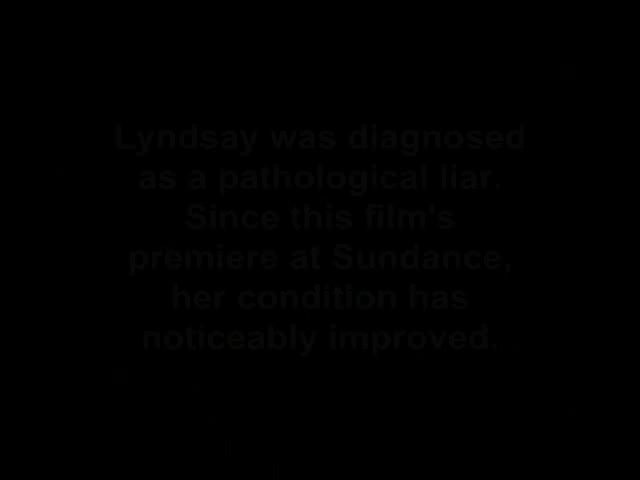 Lyndsay was diagnosed
as a pathological liar.
Since this film's
premiere at Sundance,
her condition has
noticeably improved.